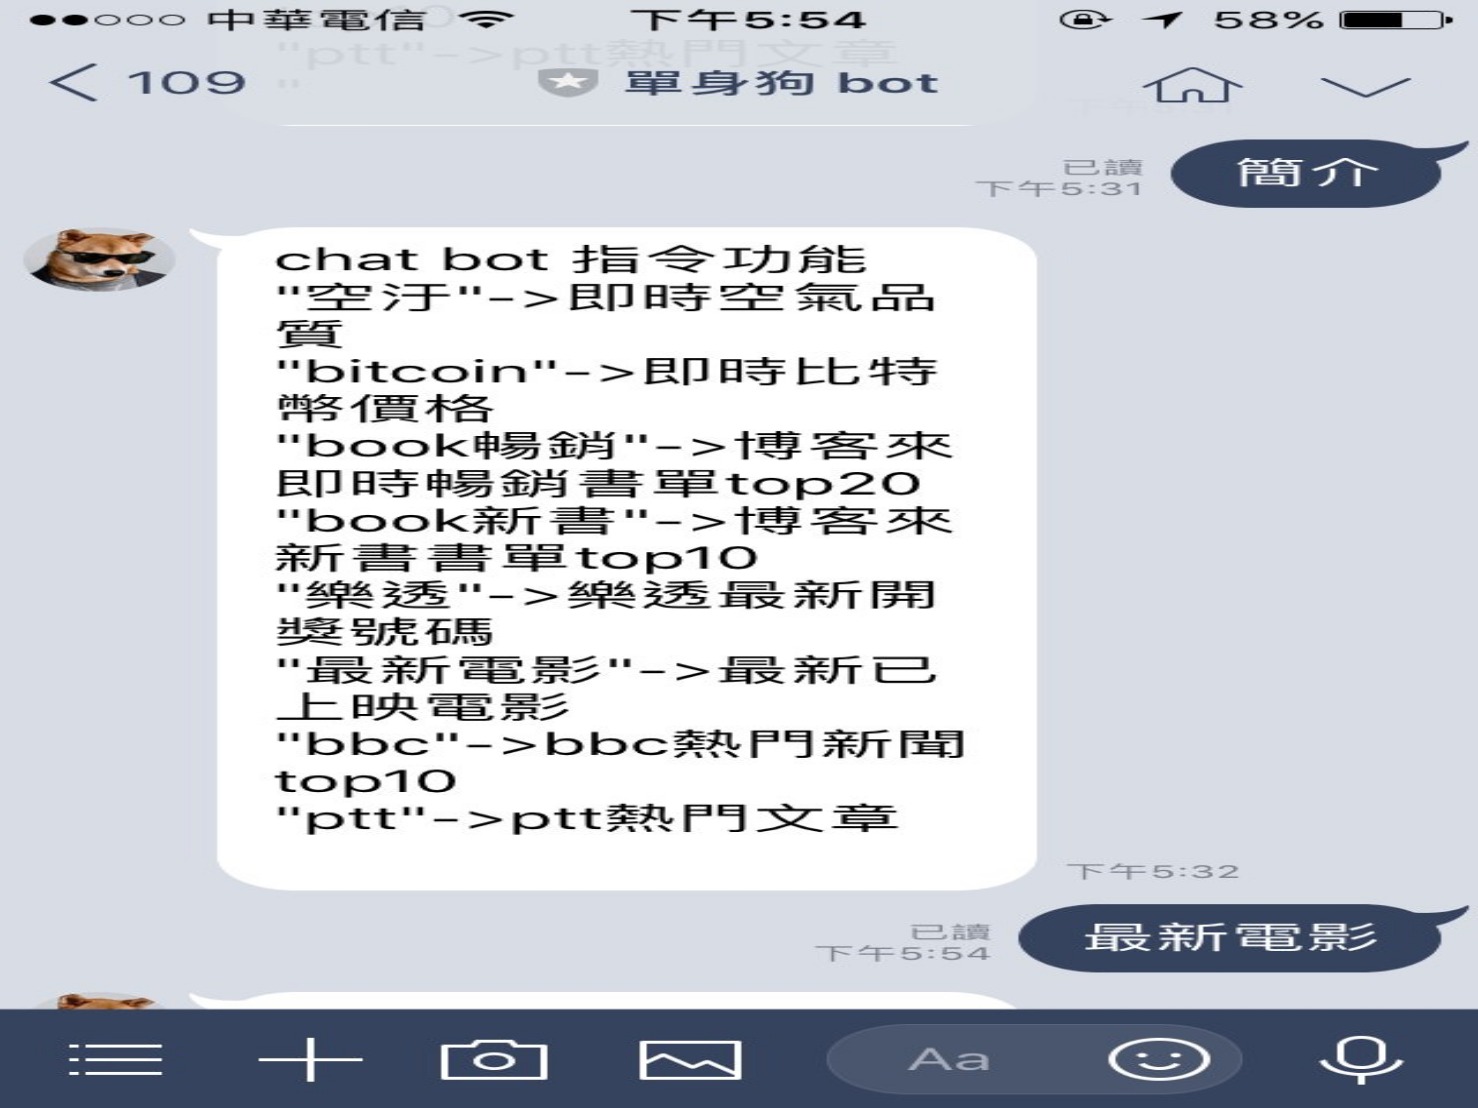 中華電信 下午5:54 58%
"ptt"->ptt熱門文章
"
109 單身狗 bot
已讀
下午5:31
簡介
chat bot 指令功能
"空汙"->即時空氣品
質
"bitcoin"->即時比特
幣價格
"book暢銷"->博客來
即時暢銷書單top20
"book新書"->博客來
新書書單top10
"樂透"->樂透最新開
獎號碼
"最新電影"->最新已
上映電影
"bbc"->bbc熱門新聞
top10
"ptt"->ptt熱門文章
下午5:32
已讀
下午5:54
最新電影
Aa